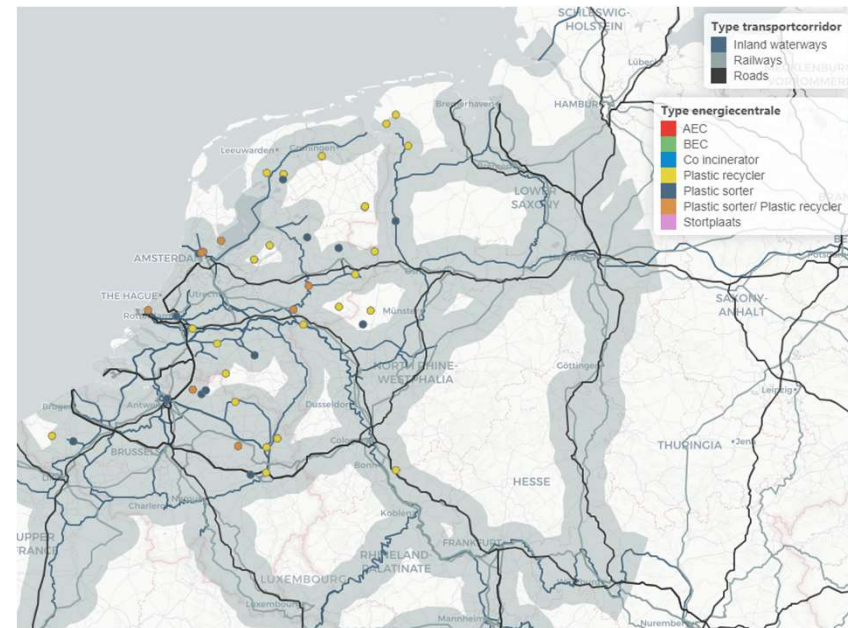 SCHLESWIG-
HOLSTEIN
Type transportcorridor
Inland waterways
Railways
Roads
Lübeck
Bremerhaven
HAMBURG
Type energiecentrale
AEC
BEC
Co incinerator
Plastic recycler
Plastic sorter
Plastic sorter/ Plastic recycler
Stortplaats
Leeuwarden
Groningen
LOWER
SAXONY
AMSTERDAM
THE HAGUE
Utrecht
Münster
SAXONY-
ANHALT
NORTH RHINE-
WESTPHALIA
Göttingen
Leipzig
Antwerp
Dusseldorf
Cologne
BRUSSELS
Bonn
THURINGIA
Jena
HESSE
Charleroi
Namur
Koblenz
UPPER
FRANCE
RHINELAND-
PALATINATE
FRANKFURT
LUXEMBOURG
Luxembourg
Mannheim
Nuremberg